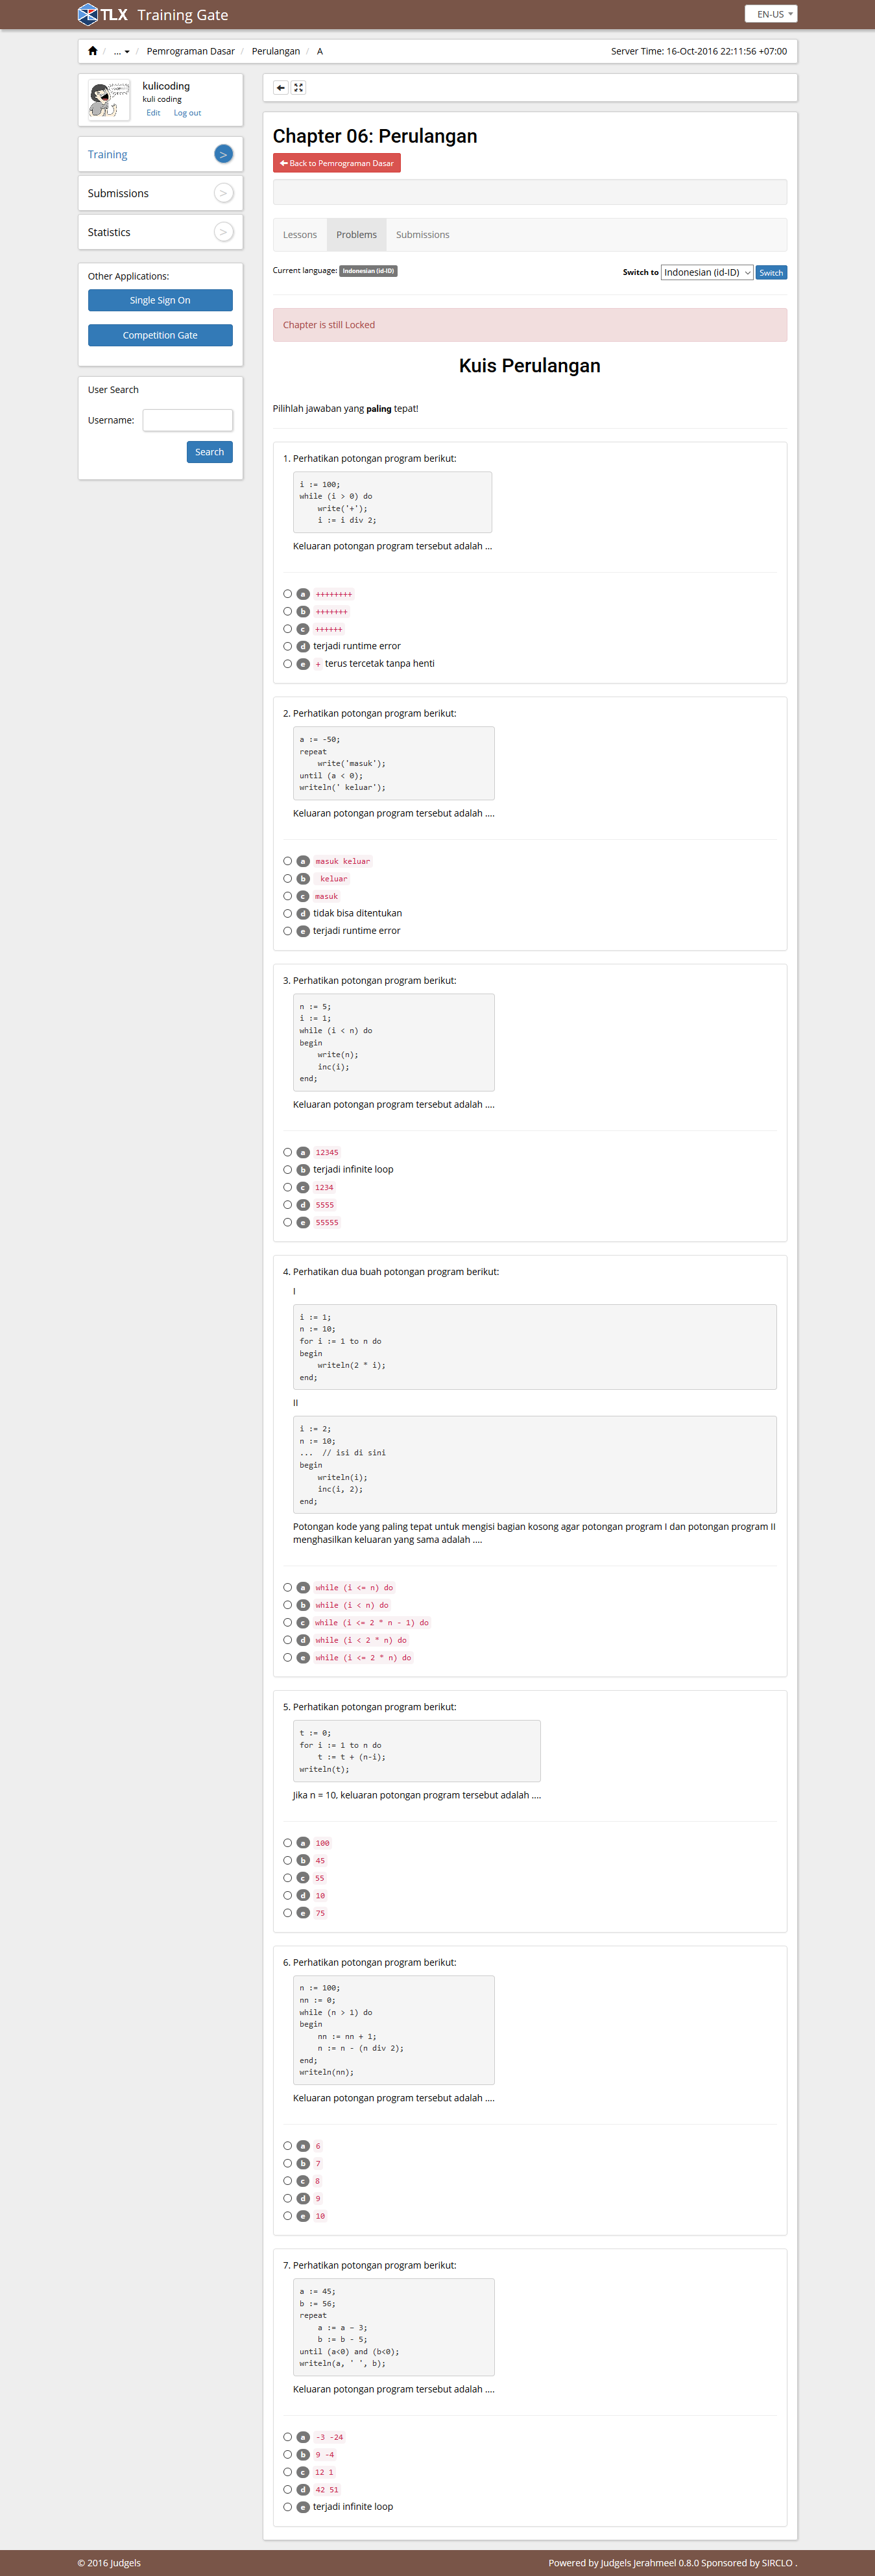 TLX Training Gate
EN-US
... Pemrograman Dasar / Perulangan / A
Server Time: 16-Oct-2016 22:11:56 +07:00
kulicoding
kuli coding
Edit Log out
Training >
Submissions >
Statistics >
Other Applications:
Single Sign On
Competition Gate
User Search
Username:
Search
Chapter 06: Perulangan
Back to Pemrograman Dasar
Lessons Problems Submissions
Current language: Indonesian (id-ID)
Switch to Indonesian (id-ID) Switch
Chapter is still Locked
Kuis Perulangan
Pilihlah jawaban yang paling tepat!
1. Perhatikan potongan program berikut:
i := 100;
while (i > 0) do
write('+');
i := i div 2;
Keluaran potongan program tersebut adalah ...
a ++++++++
b +++++++
c ++++++
d terjadi runtime error
e + terus tercetak tanpa henti
2. Perhatikan potongan program berikut:
a := -50;
repeat
write('masuk');
until (a < 0);
writeln(' keluar');
Keluaran potongan program tersebut adalah ....
a masuk keluar
b keluar
c masuk
d tidak bisa ditentukan
e terjadi runtime error
3. Perhatikan potongan program berikut:
n := 5;
i := 1;
while (i < n) do
begin
write(n);
inc(i);
end;
Keluaran potongan program tersebut adalah ....
a 12345
b terjadi infinite loop
c 1234
d 5555
e 55555
4. Perhatikan dua buah potongan program berikut:
I
i := 1;
n := 10;
for i := 1 to n do
begin
writeln(2 * i);
end;
II
i := 2;
n := 10;
... // isi di sini
begin
writeln(i);
inc(i, 2);
end;
Potongan kode yang paling tepat untuk mengisi bagian kosong agar potongan program I dan potongan program II
menghasilkan keluaran yang sama adalah ....
a while (i <= n) do
b while (i < n) do
c while (i <= 2 * n - 1) do
d while (i < 2 * n) do
e while (i <= 2 * n) do
5. Perhatikan potongan program berikut:
t := 0;
for i := 1 to n do
t := t + (n-i);
writeln(t);
Jika n = 10, keluaran potongan program tersebut adalah ....
a 100
b 45
c 55
d 10
e 75
6. Perhatikan potongan program berikut:
n := 100;
nn := 0;
while (n > 1) do
begin
nn := nn + 1;
n := n - (n div 2);
end;
writeln(nn);
Keluaran potongan program tersebut adalah ....
a 6
b 7
c 8
d 9
e 10
7. Perhatikan potongan program berikut:
a := 45;
b := 56;
repeat
a := a – 3;
b := b - 5;
until (a<0) and (b<0);
writeln(a, ' ', b);
Keluaran potongan program tersebut adalah ....
a -3 -24
b 9 -4
c 12 1
d 42 51
e terjadi infinite loop
© 2016 Judgels
Powered by Judgels Jerahmeel 0.8.0 Sponsored by SIRCLO .